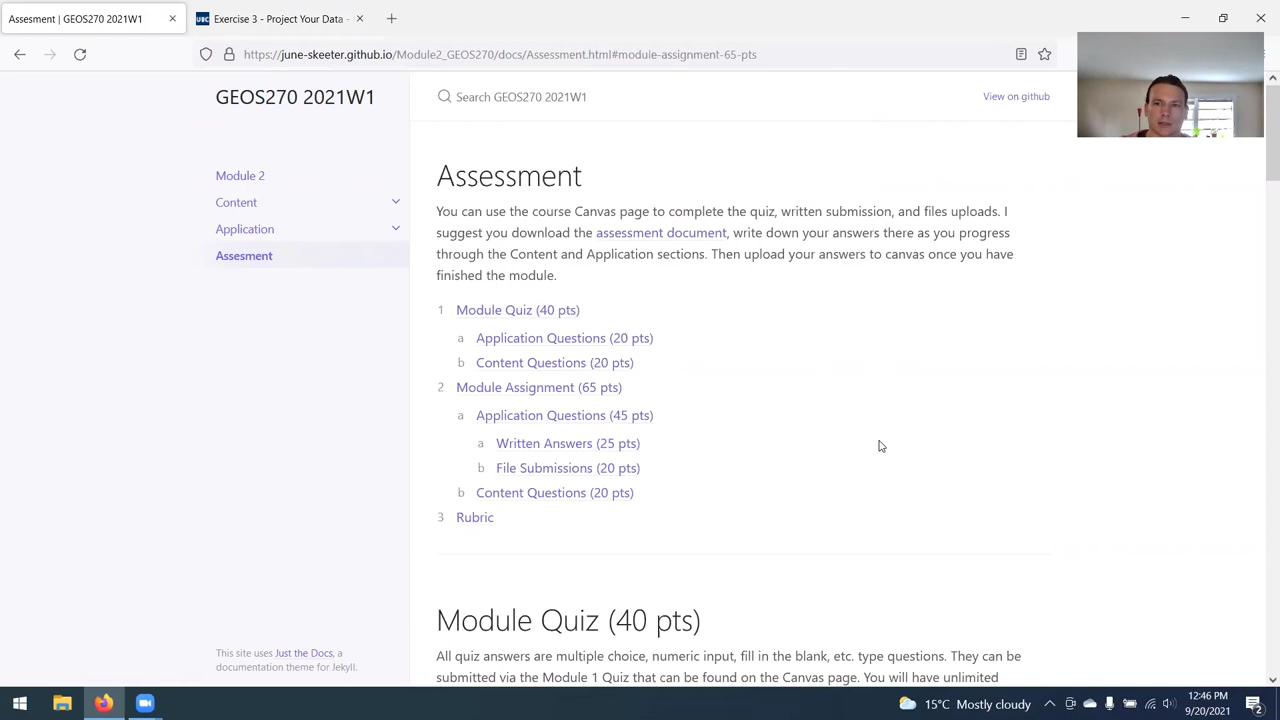 Assesment | GEOS270 2021W1
Exercise 3 - Project Your Data -
https://june-skeeter.github.io/Module2_GEOS270/docs/Assessment.html#module-assignment-65-pts
GEOS270 2021W1
Search GEOS270 2021W1
View on github
Module 2
Content
Application
Assesment
Assessment
You can use the course Canvas page to complete the quiz, written submission, and files uploads. I
suggest you download the assessment document, write down your answers there as you progress
through the Content and Application sections. Then upload your answers to canvas once you have
finished the module.
1 Module Quiz (40 pts)
a Application Questions (20 pts)
b Content Questions (20 pts)
2 Module Assignment (65 pts)
a Application Questions (45 pts)
a Written Answers (25 pts)
b File Submissions (20 pts)
b Content Questions (20 pts)
3 Rubric
Module Quiz (40 pts)
All quiz answers are multiple choice, numeric input, fill in the blank, etc. type questions. They can be
submitted via the Module 1 Quiz that can be found on the Canvas page. You will have unlimited
This site uses Just the Docs, a
documentation theme for Jekyll.
15°C Mostly cloudy
12:46 PM
9/20/2021
2